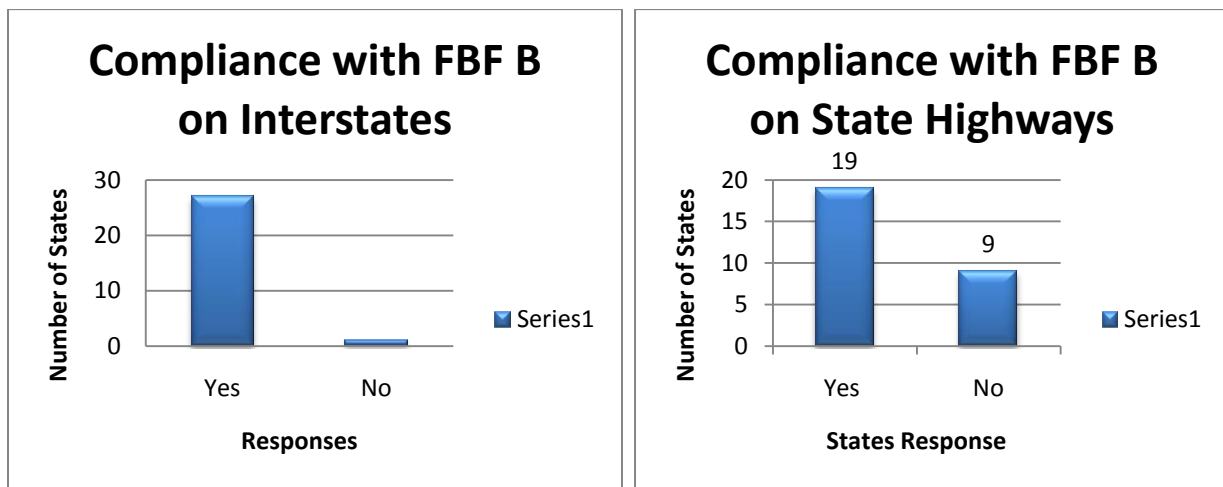 Compliance with FBF B
on Interstates
Number of States
30
20
10
0
Yes
No
Responses
Series1
Compliance with FBF B
on State Highways
Number of States
20
15
10
5
0
19
9
Yes
No
States Response
Series1